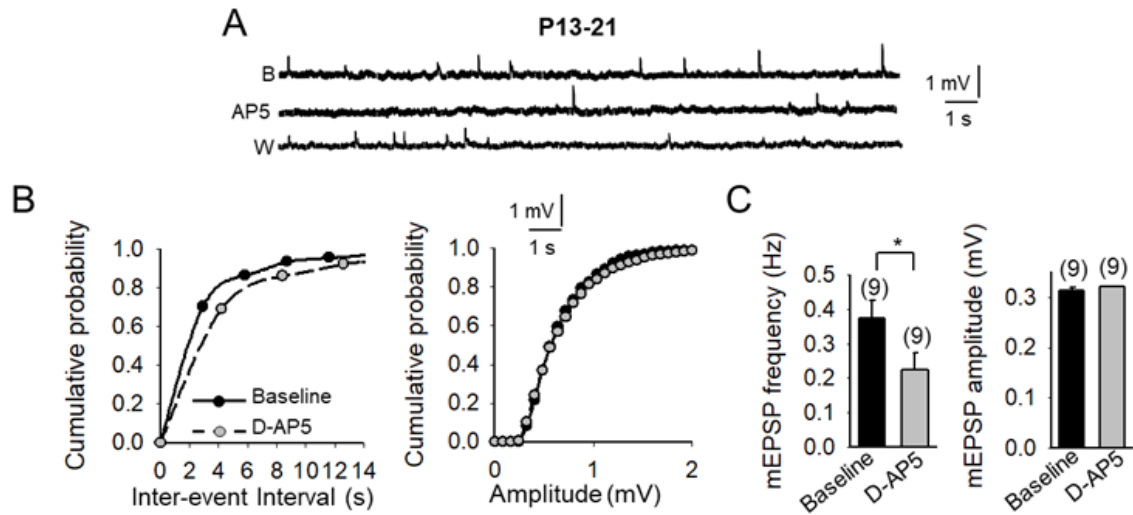 A
P13-21
B
AP5
W
1 mV
1 s
B
1 mV
1 s
Cumulative probability
1.0
0.8
0.6
0.4
0.2
0.0
Baseline
D-AP5
0 2 4 6 8 10 12 14
Inter-event Interval (s)
Cumulative probability
1.0
0.8
0.6
0.4
0.2
0.0
0 1 2
Amplitude (mV)
C
mEPSP frequency (Hz)
0.5
0.4
0.3
0.2
0.1
0.0
*
(9)
(9)
Baseline
D-AP5
mEPSP amplitude (mV)
0.3
0.2
0.1
0.0
(9) (9)
Baseline
D-AP5